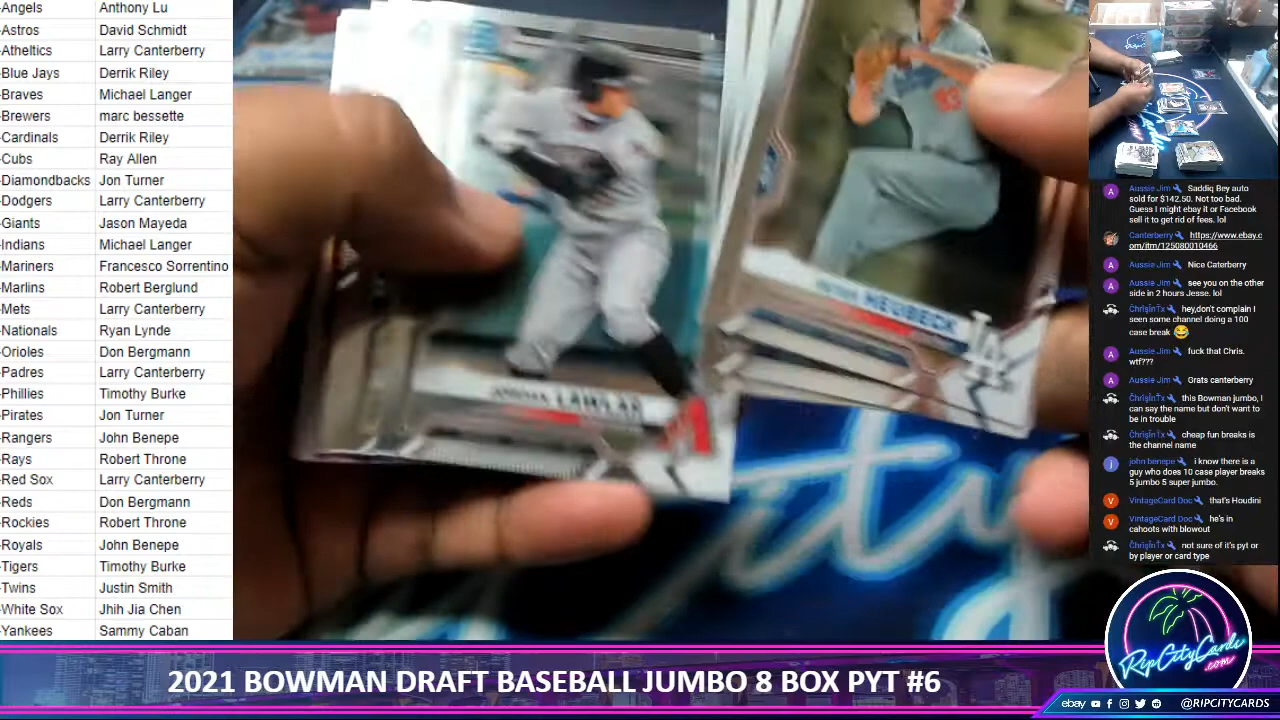 -Angels Anthony Lu
-Astros David Schmidt
-Atheltics Larry Canterberry
-Blue Jays Derrik Riley
-Braves Michael Langer
-Brewers marc bessette
-Cardinals Derrik Riley
-Cubs Ray Allen
-Diamondbacks Jon Turner
-Dodgers Larry Canterberry
-Giants Jason Mayeda
-Indians Michael Langer
-Mariners Francesco Sorrentino
-Marlins Robert Berglund
-Mets Larry Canterberry
-Nationals Ryan Lynde
-Orioles Don Bergmann
-Padres Larry Canterberry
-Phillies Timothy Burke
-Pirates Jon Turner
-Rangers John Benepe
-Rays Robert Throne
-Red Sox Larry Canterberry
-Reds Don Bergmann
-Rockies Robert Throne
-Royals John Benepe
-Tigers Timothy Burke
-Twins Justin Smith
-White Sox Jhih Jia Chen
-Yankees Sammy Caban
LAWLAR
HEUBECK
LA
ty
Aussie Jim Saddiq Bey auto
sold for $142.50. Not too bad.
Guess I might ebay it or Facebook
sell it to get rid of fees. lol
Canterberry https://www.ebay.c
om/itm/125080010466
Aussie Jim Nice Caterberry
Aussie Jim see you on the other
side in 2 hours Jesse. lol
ČhrîşînŤx hey,don't complain I
seen some channel doing a 100
case break 😂
Aussie Jim fuck that Chris.
wtf???
Aussie Jim Grats canterberry
ČhrîşînŤx this Bowman jumbo, I
can say the name but don't want to
be in trouble
ČhrîşînŤx cheap fun breaks is
the channel name
john benepe i know there is a
guy who does 10 case player breaks
5 jumbo 5 super jumbo.
VintageCard Doc that's Houdini
VintageCard Doc he's in
cahoots with blowout
ČhrîşînŤx not sure of it's pyt or
by player or card type
RipCityCards
.com
2021 BOWMAN DRAFT BASEBALL JUMBO 8 BOX PYT #6
ebay @RIPCITYCARDS